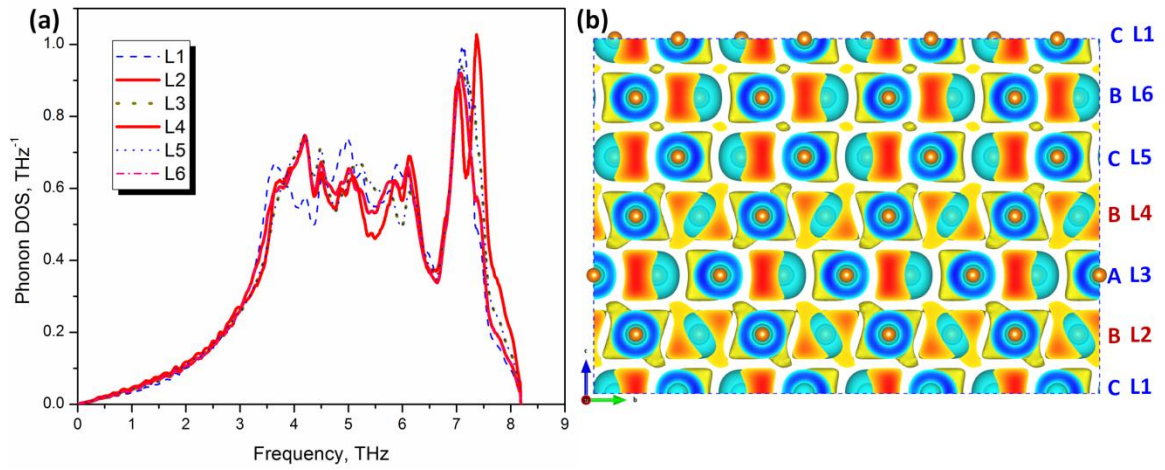 (a)
L1
L2
L3
L4
L5
L6
Phonon DOS, THz⁻¹
1.0
0.8
0.6
0.4
0.2
0.0
0 1 2 3 4 5 6 7 8 9
Frequency, THz
(b)
C L1
B L6
C L5
B L4
A L3
B L2
C L1
c
b